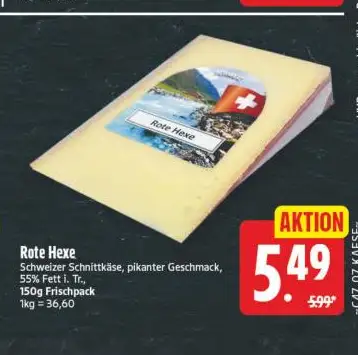 Rote Hexe
AKTION
5.49
5.99*
Rote Hexe
Schweizer Schnittkäse, pikanter Geschmack,
55% Fett i. Tr.,
150g Frischpack
1kg = 36,60